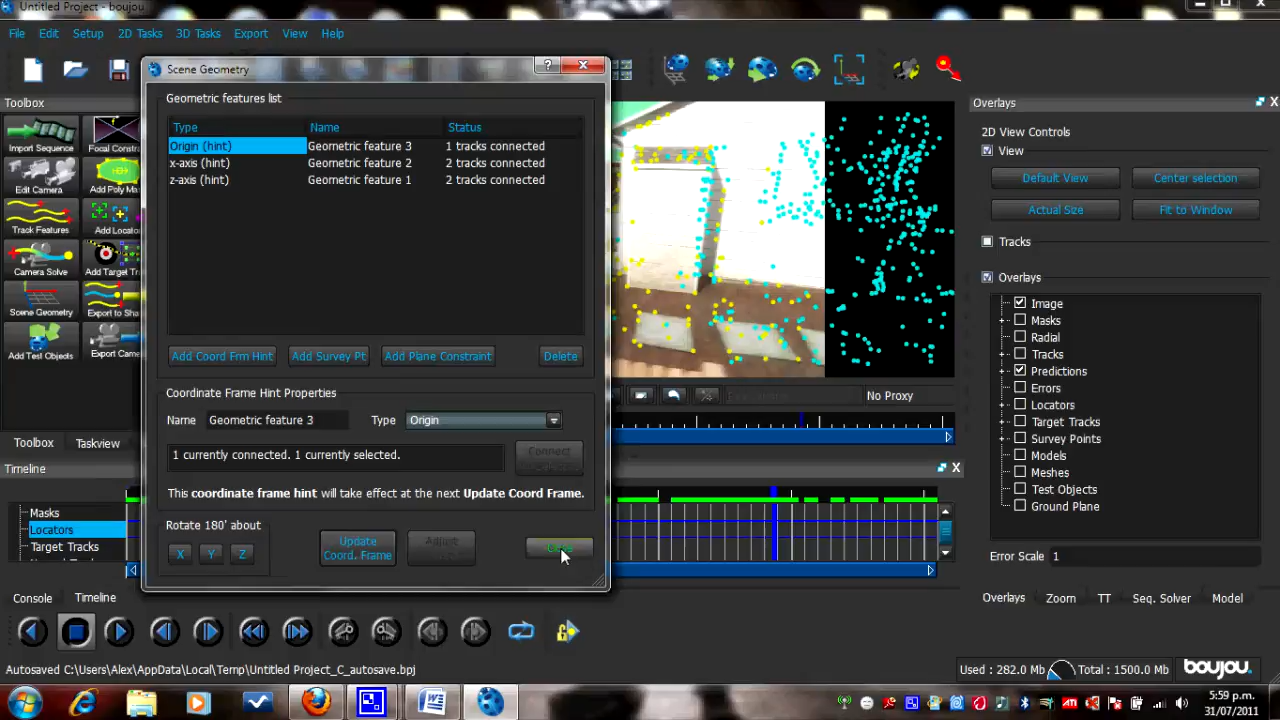 Untitled Project - boujou
File Edit Setup 2D Tasks 3D Tasks Export View Help
Scene Geometry
Toolbox
Import Sequence
Focal Constr
Edit Camera
Add Poly Ma
Track Features
Add Locato
Camera Solve
Add Target Tr
Scene Geometry
Export to Sha
Add Test Objects
Export Came
Toolbox Taskview
Geometric features list
Type Name Status
Origin (hint) Geometric feature 3 1 tracks connected
x-axis (hint) Geometric feature 2 2 tracks connected
z-axis (hint) Geometric feature 1 2 tracks connected
Add Coord Frm Hint Add Survey Pt Add Plane Constraint Delete
Coordinate Frame Hint Properties
Name Geometric feature 3 Type Origin
1 currently connected. 1 currently selected.
Connect
This coordinate frame hint will take effect at the next Update Coord Frame.
Rotate 180' about
X Y Z
Update
Coord. Frame
Adjust
Close
No Proxy
Overlays
2D View Controls
View
Default View Center selection
Actual Size Fit to Window
Tracks
Overlays
Image
Masks
Radial
Tracks
Predictions
Errors
Locators
Target Tracks
Survey Points
Models
Meshes
Test Objects
Ground Plane
Error Scale 1
Overlays Zoom TT Seq. Solver Model
Timeline
Masks
Locators
Target Tracks
Console Timeline
Autosaved C:\Users\Alex\AppData\Local\Temp\Untitled Project_C_autosave.bpj
Used : 282.0 Mb Total : 1500.0 Mb
boujou.
5:59 p.m.
31/07/2011